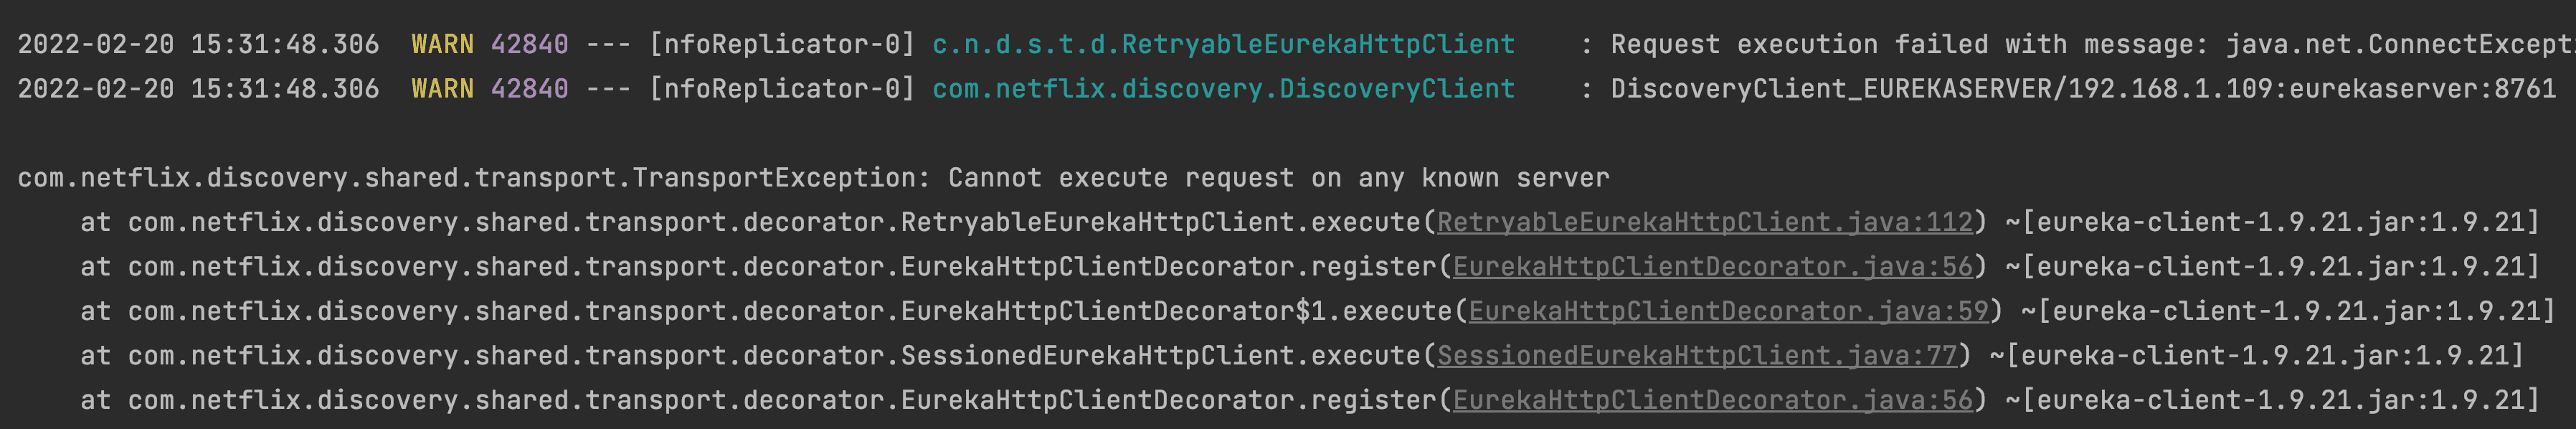 2022-02-20 15:31:48.306  WARN 42840 --- [nfoReplicator-0] c.n.d.s.t.d.RetryableEurekaHttpClient    : Request execution failed with message: java.net.ConnectExcept
2022-02-20 15:31:48.306  WARN 42840 --- [nfoReplicator-0] com.netflix.discovery.DiscoveryClient    : DiscoveryClient_EUREKASERVER/192.168.1.109:eurekaserver:8761
com.netflix.discovery.shared.transport.TransportException: Cannot execute request on any known server
    at com.netflix.discovery.shared.transport.decorator.RetryableEurekaHttpClient.execute(RetryableEurekaHttpClient.java:112) ~[eureka-client-1.9.21.jar:1.9.21]
    at com.netflix.discovery.shared.transport.decorator.EurekaHttpClientDecorator.register(EurekaHttpClientDecorator.java:56) ~[eureka-client-1.9.21.jar:1.9.21]
    at com.netflix.discovery.shared.transport.decorator.EurekaHttpClientDecorator$1.execute(EurekaHttpClientDecorator.java:59) ~[eureka-client-1.9.21.jar:1.9.21]
    at com.netflix.discovery.shared.transport.decorator.SessionedEurekaHttpClient.execute(SessionedEurekaHttpClient.java:77) ~[eureka-client-1.9.21.jar:1.9.21]
    at com.netflix.discovery.shared.transport.decorator.EurekaHttpClientDecorator.register(EurekaHttpClientDecorator.java:56) ~[eureka-client-1.9.21.jar:1.9.21]